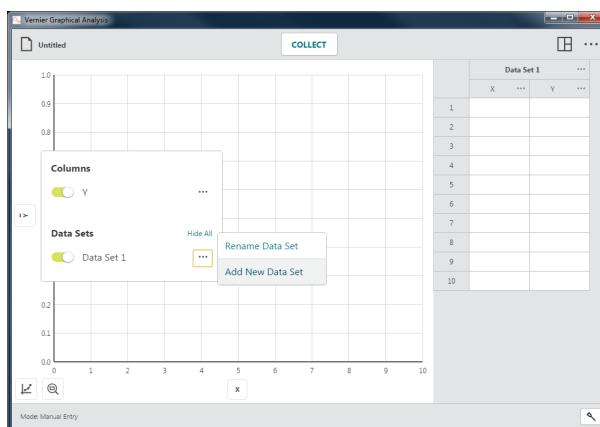 Vernier Graphical Analysis
Untitled
COLLECT
Data Set 1
X
Y
1
2
3
4
5
6
7
8
9
10
1.0
0.9
0.8
Columns
Y
Data Sets
Hide All
Data Set 1
Rename Data Set
Add New Data Set
Y
0.2
0.1
0.0
0 1 2 3 4 5 6 7 8 9 10
X
Mode: Manual Entry